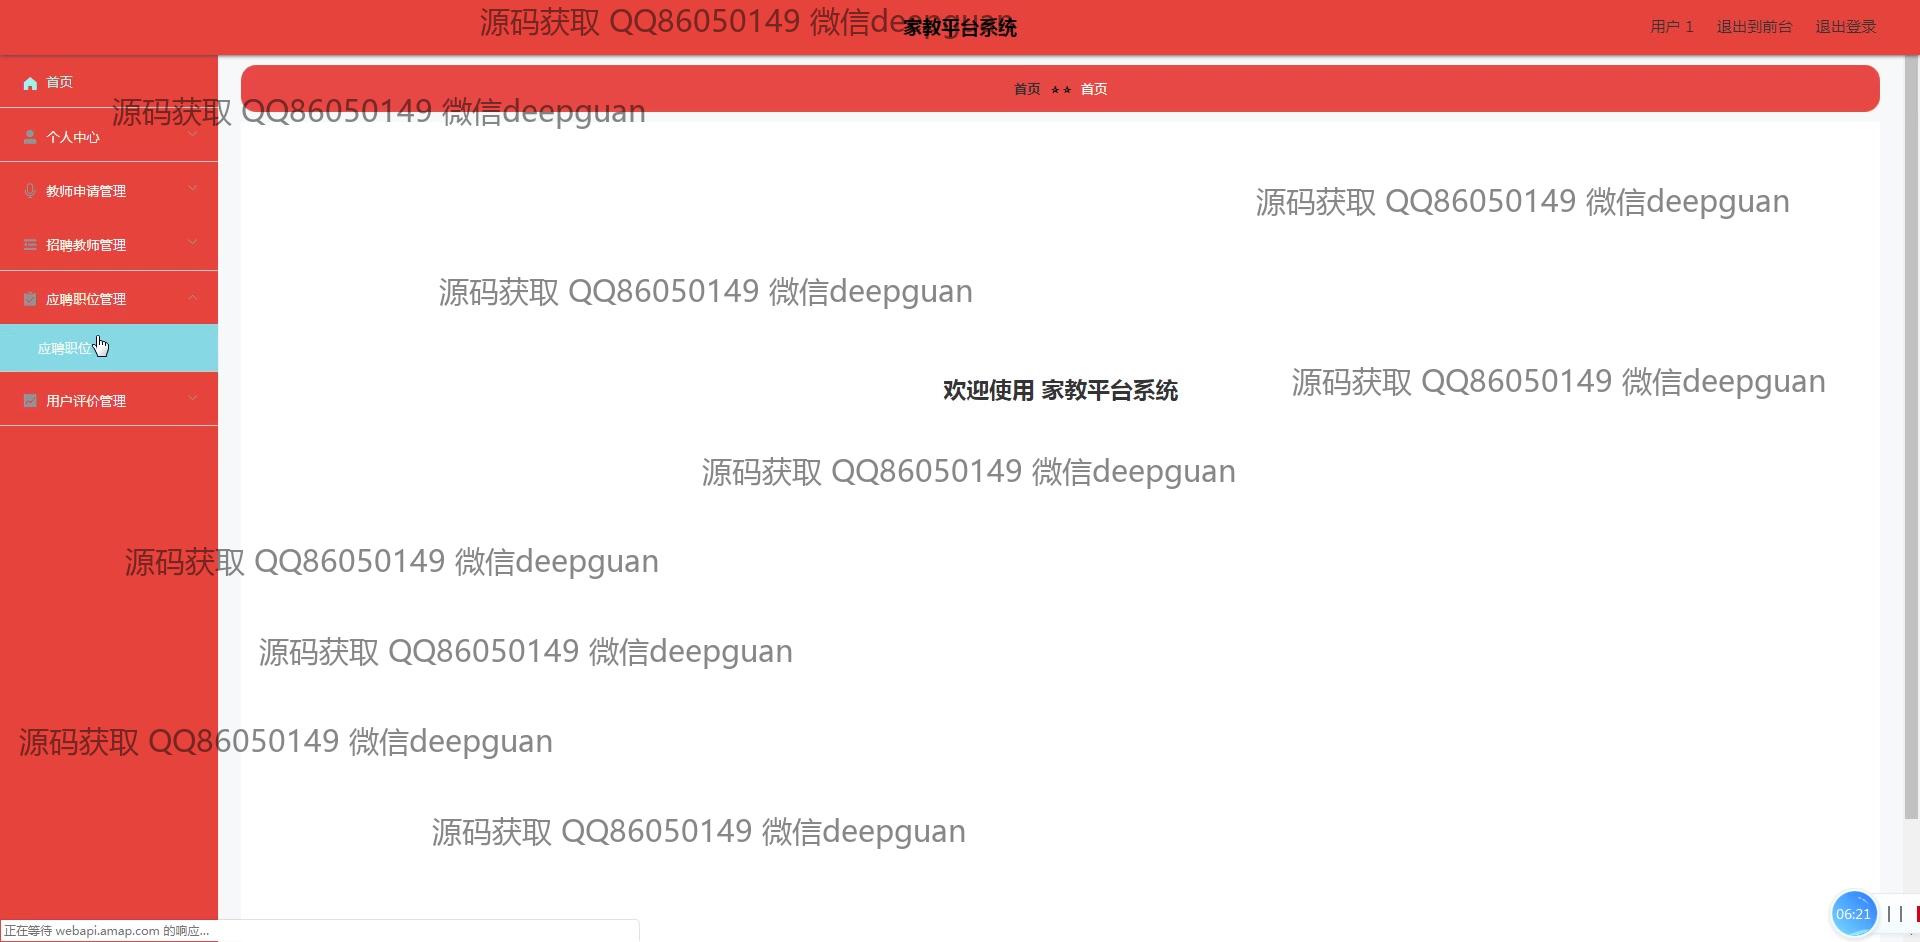 源码获取 QQ86050149 微信deepguan
家教平台系统
用户 1 退出到前台 退出登录
首页
首页 ★★ 首页
源码获取 QQ86050149 微信deepguan
个人中心
教师申请管理
源码获取 QQ86050149 微信deepguan
招聘教师管理
源码获取 QQ86050149 微信deepguan
应聘职位管理
应聘职位
源码获取 QQ86050149 微信deepguan
欢迎使用 家教平台系统
用户评价管理
源码获取 QQ86050149 微信deepguan
源码获取 QQ86050149 微信deepguan
源码获取 QQ86050149 微信deepguan
源码获取 QQ86050149 微信deepguan
源码获取 QQ86050149 微信deepguan
06:21
正在等待 webapi.amap.com 的响应...